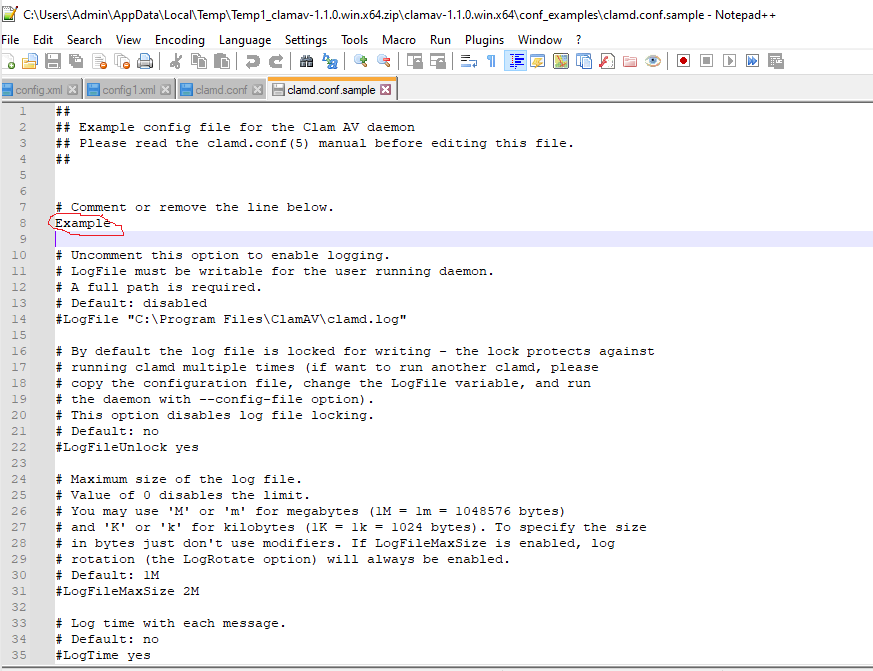 C:\Users\Admin\AppData\Local\Temp\Temp1_clamav-1.1.0.win.x64.zip\clamav-1.1.0.win.x64\conf_examples\clamd.conf.sample - Notepad++
File Edit Search View Encoding Language Settings Tools Macro Run Plugins Window ?
config.xml config1.xml clamd.conf clamd.conf.sample
1 ##
2 ## Example config file for the Clam AV daemon
3 ## Please read the clamd.conf(5) manual before editing this file.
4 ##
5
6
7 # Comment or remove the line below.
8 Example
9
10 # Uncomment this option to enable logging.
11 # LogFile must be writable for the user running daemon.
12 # A full path is required.
13 # Default: disabled
14 #LogFile "C:\Program Files\ClamAV\clamd.log"
15
16 # By default the log file is locked for writing - the lock protects against
17 # running clamd multiple times (if want to run another clamd, please
18 # copy the configuration file, change the LogFile variable, and run
19 # the daemon with --config-file option).
20 # This option disables log file locking.
21 # Default: no
22 #LogFileUnlock yes
23
24 # Maximum size of the log file.
25 # Value of 0 disables the limit.
26 # You may use 'M' or 'm' for megabytes (1M = 1m = 1048576 bytes)
27 # and 'K' or 'k' for kilobytes (1K = 1k = 1024 bytes). To specify the size
28 # in bytes just don't use modifiers. If LogFileMaxSize is enabled, log
29 # rotation (the LogRotate option) will always be enabled.
30 # Default: 1M
31 #LogFileMaxSize 2M
32
33 # Log time with each message.
34 # Default: no
35 #LogTime yes